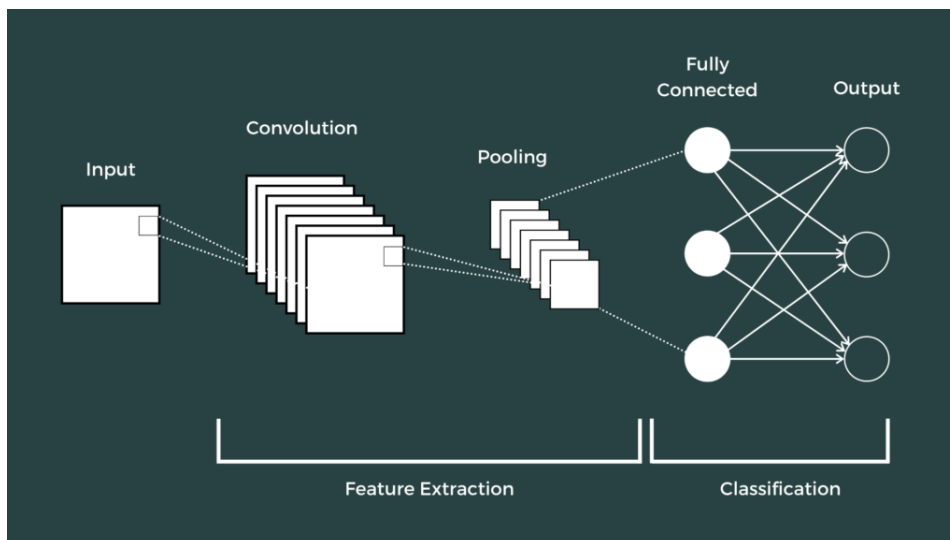 Input
Convolution
Pooling
Fully
Connected
Output
Feature Extraction
Classification